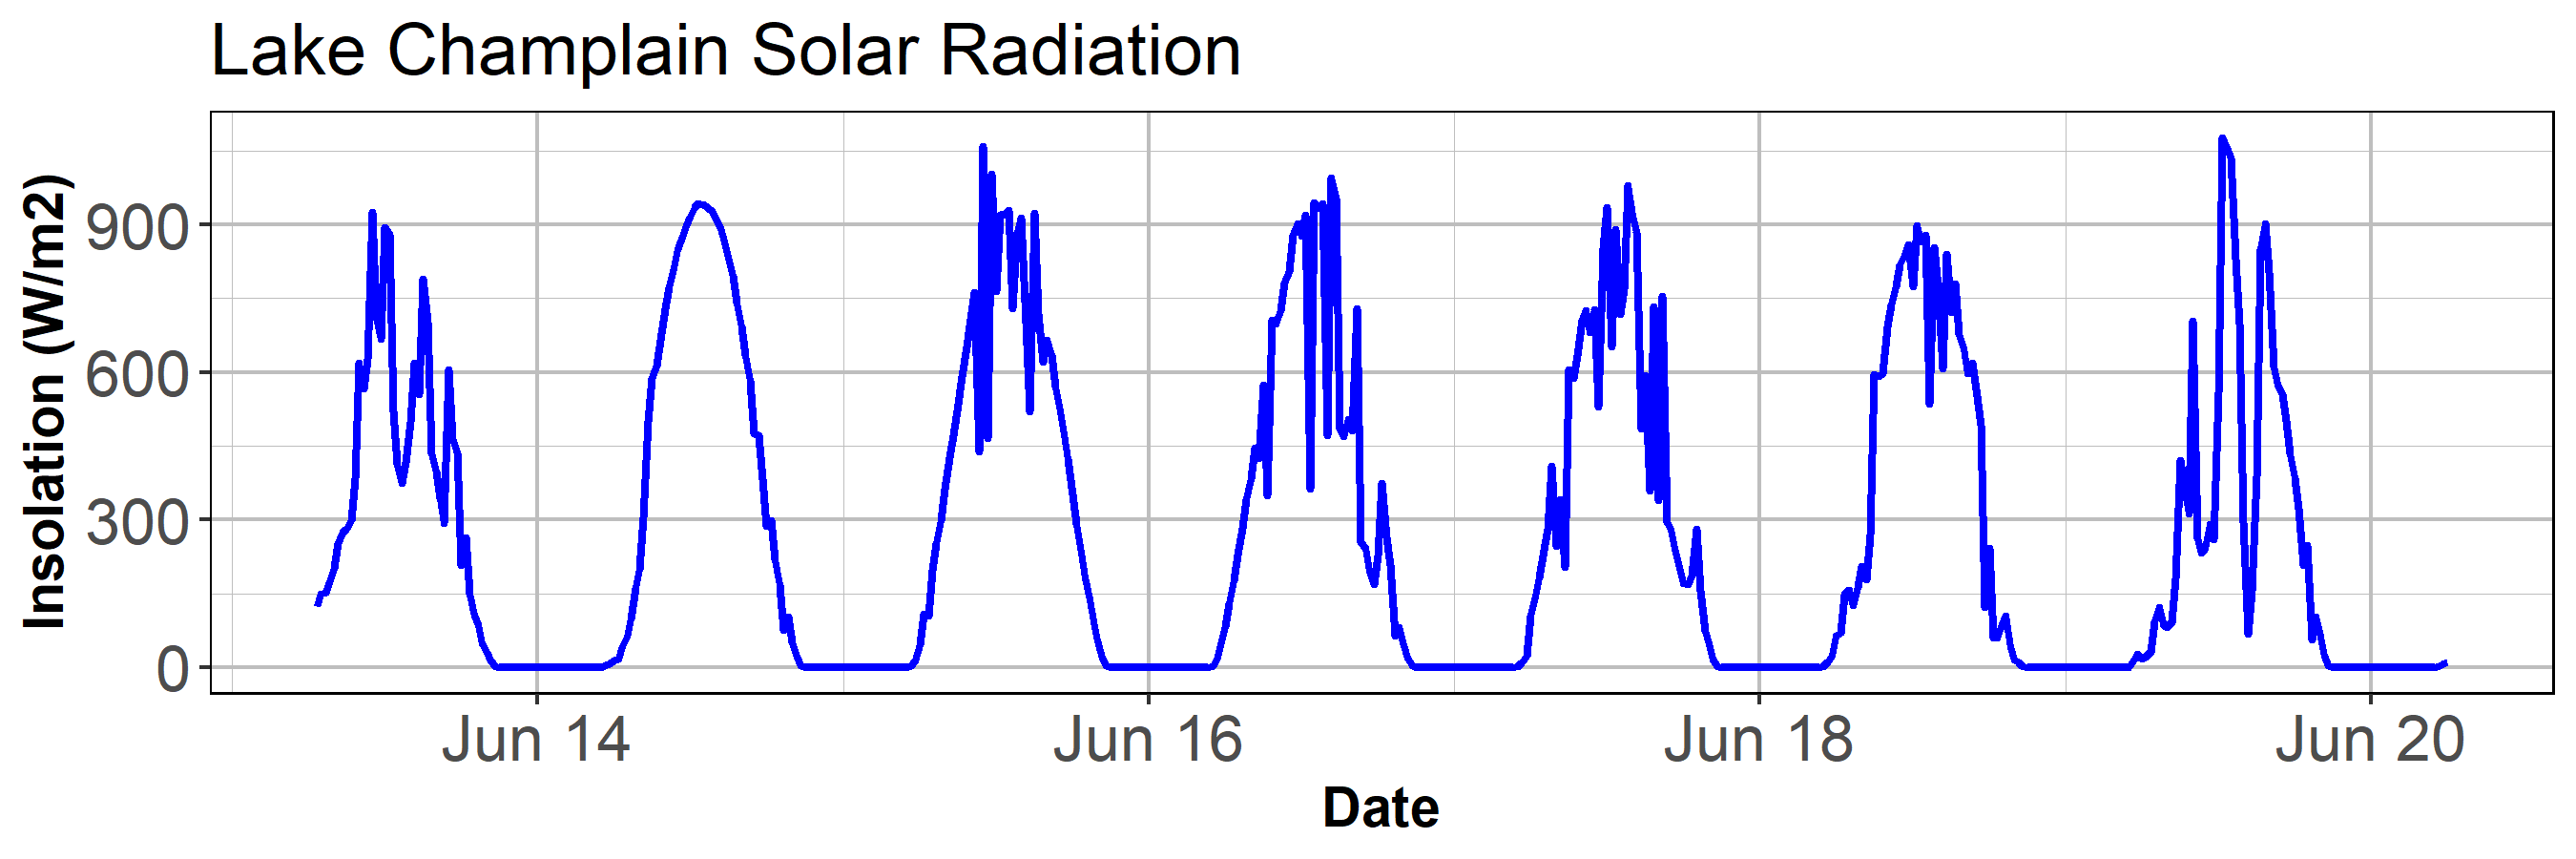 Lake Champlain Solar Radiation
Insolation (W/m2)
900
600
300
0
Jun 14 Jun 16 Jun 18 Jun 20
Date